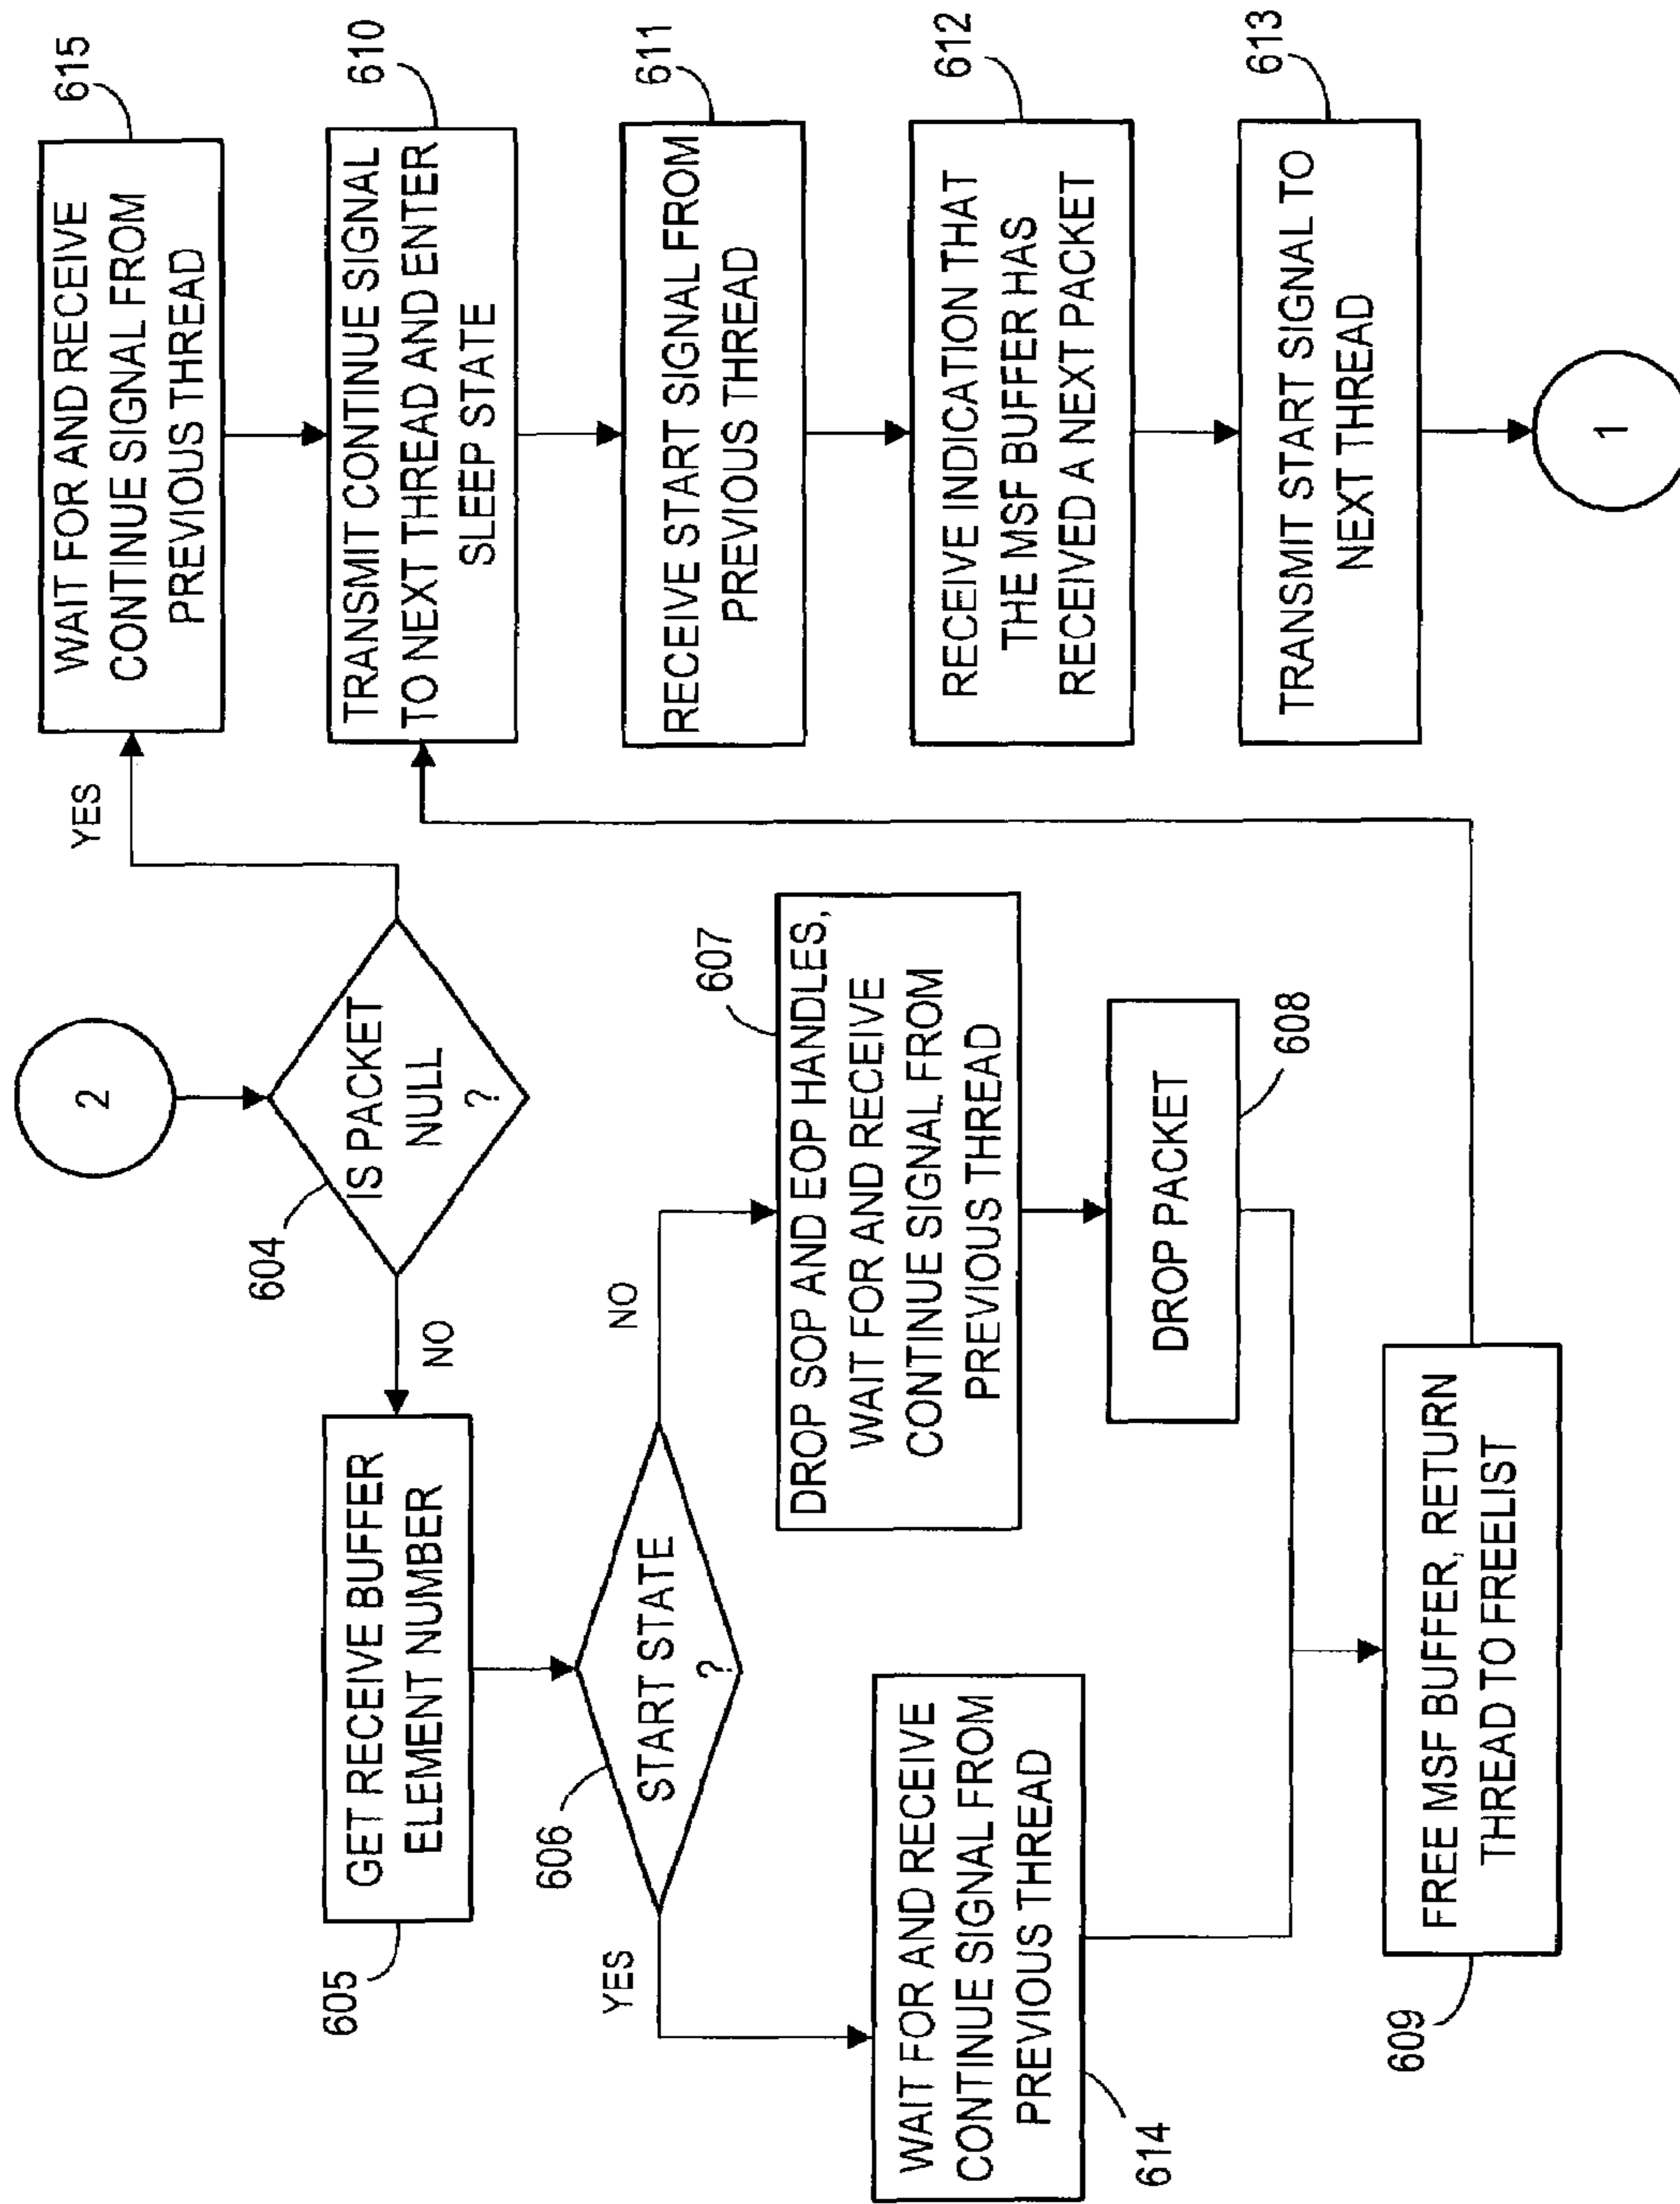 2
604
IS PACKET
NULL
?
YES
NO
605
GET RECEIVE BUFFER
ELEMENT NUMBER
606
START STATE
?
YES
NO
614
WAIT FOR AND RECEIVE
CONTINUE SIGNAL FROM
PREVIOUS THREAD
607
DROP SOP AND EOP HANDLES,
WAIT FOR AND RECEIVE
CONTINUE SIGNAL FROM
PREVIOUS THREAD
DROP PACKET
608
609
FREE MSF BUFFER, RETURN
THREAD TO FREELIST
615
WAIT FOR AND RECEIVE
CONTINUE SIGNAL FROM
PREVIOUS THREAD
610
TRANSMIT CONTINUE SIGNAL
TO NEXT THREAD AND ENTER
SLEEP STATE
611
RECEIVE START SIGNAL FROM
PREVIOUS THREAD
612
RECEIVE INDICATION THAT
THE MSF BUFFER HAS
RECEIVED A NEXT PACKET
613
TRANSMIT START SIGNAL TO
NEXT THREAD
1